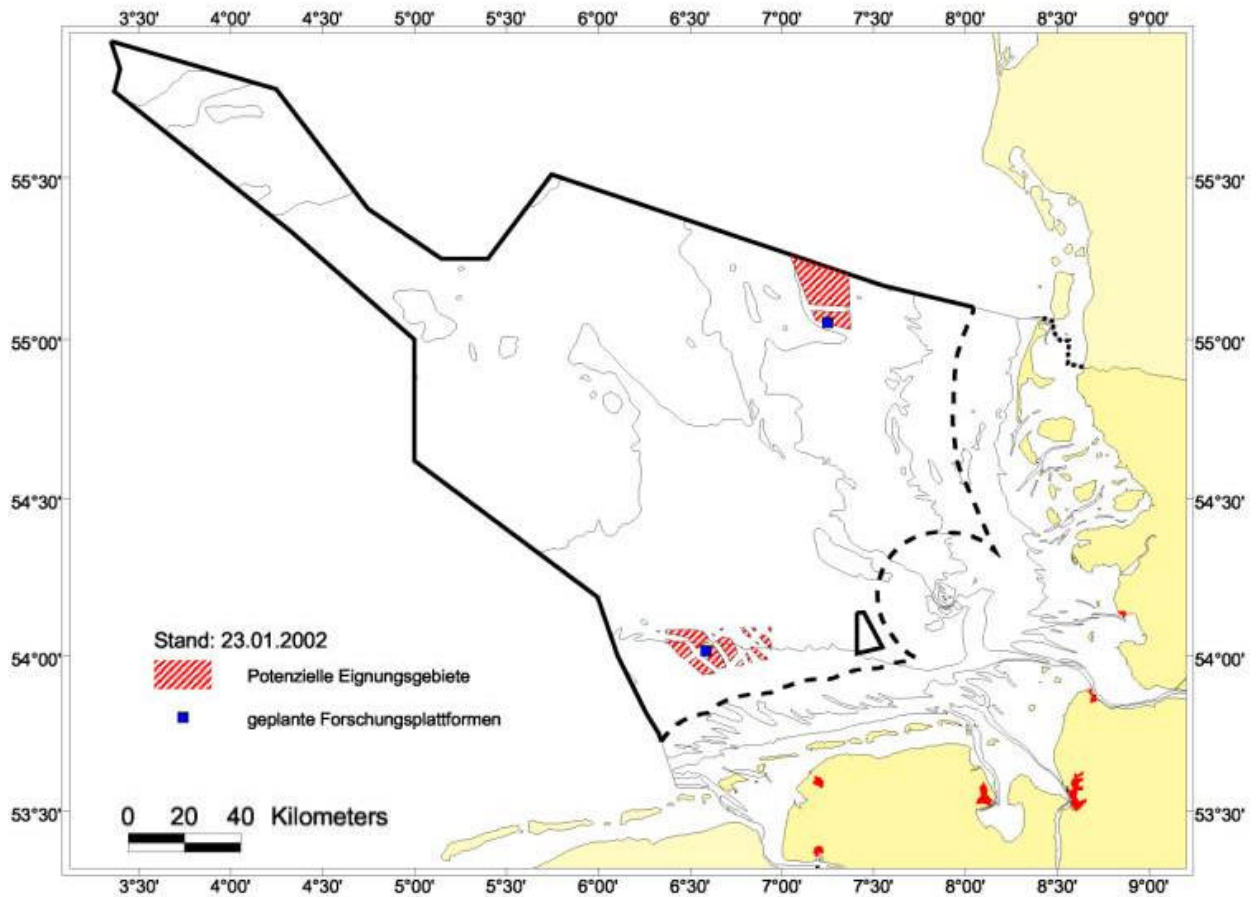 3°30' 4°00' 4°30' 5°00' 5°30' 6°00' 6°30' 7°00' 7°30' 8°00' 8°30' 9°00'
55°30' 55°30'
55°00' 55°00'
54°30' 54°30'
Stand: 23.01.2002
54°00' 54°00'
Potenzielle Eignungsgebiete
geplante Forschungsplattformen
0 20 40 Kilometers
53°30' 53°30'
3°30' 4°00' 4°30' 5°00' 5°30' 6°00' 6°30' 7°00' 7°30' 8°00' 8°30' 9°00'